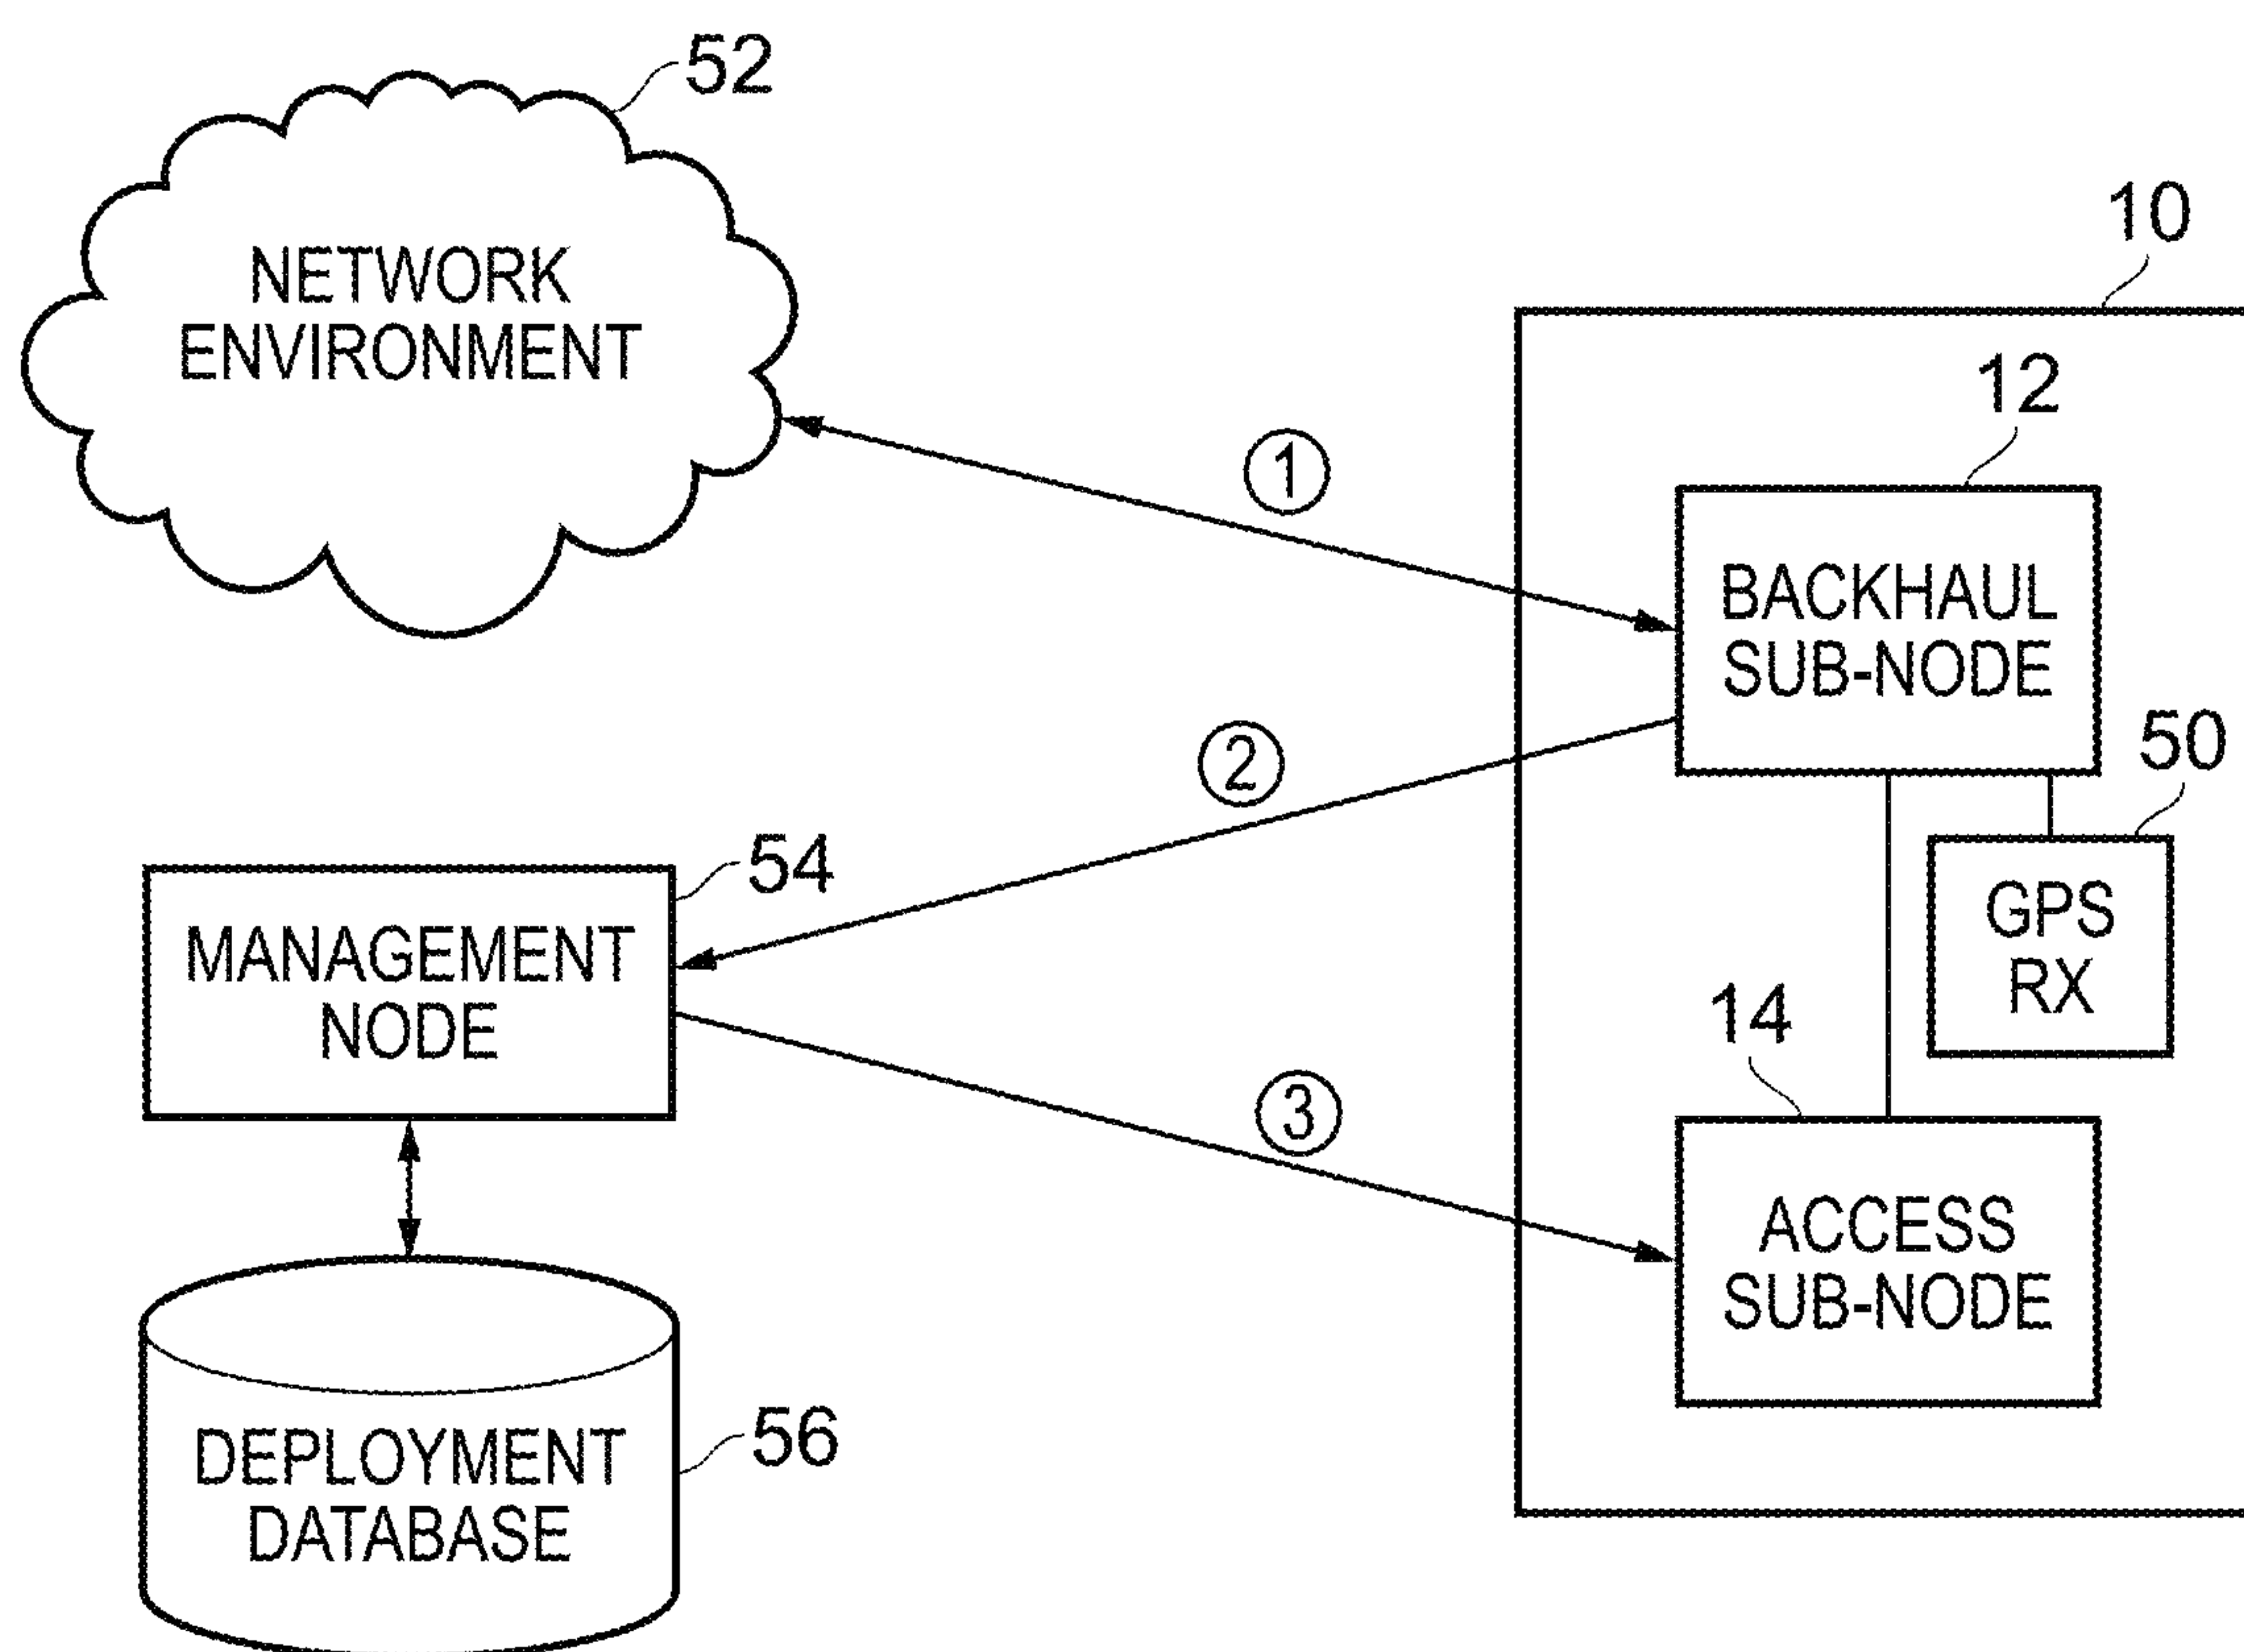 52
NETWORK
ENVIRONMENT
10
12
1
BACKHAUL
SUB-NODE
2
50
GPS
RX
54
MANAGEMENT
NODE
14
3
ACCESS
SUB-NODE
56
DEPLOYMENT
DATABASE